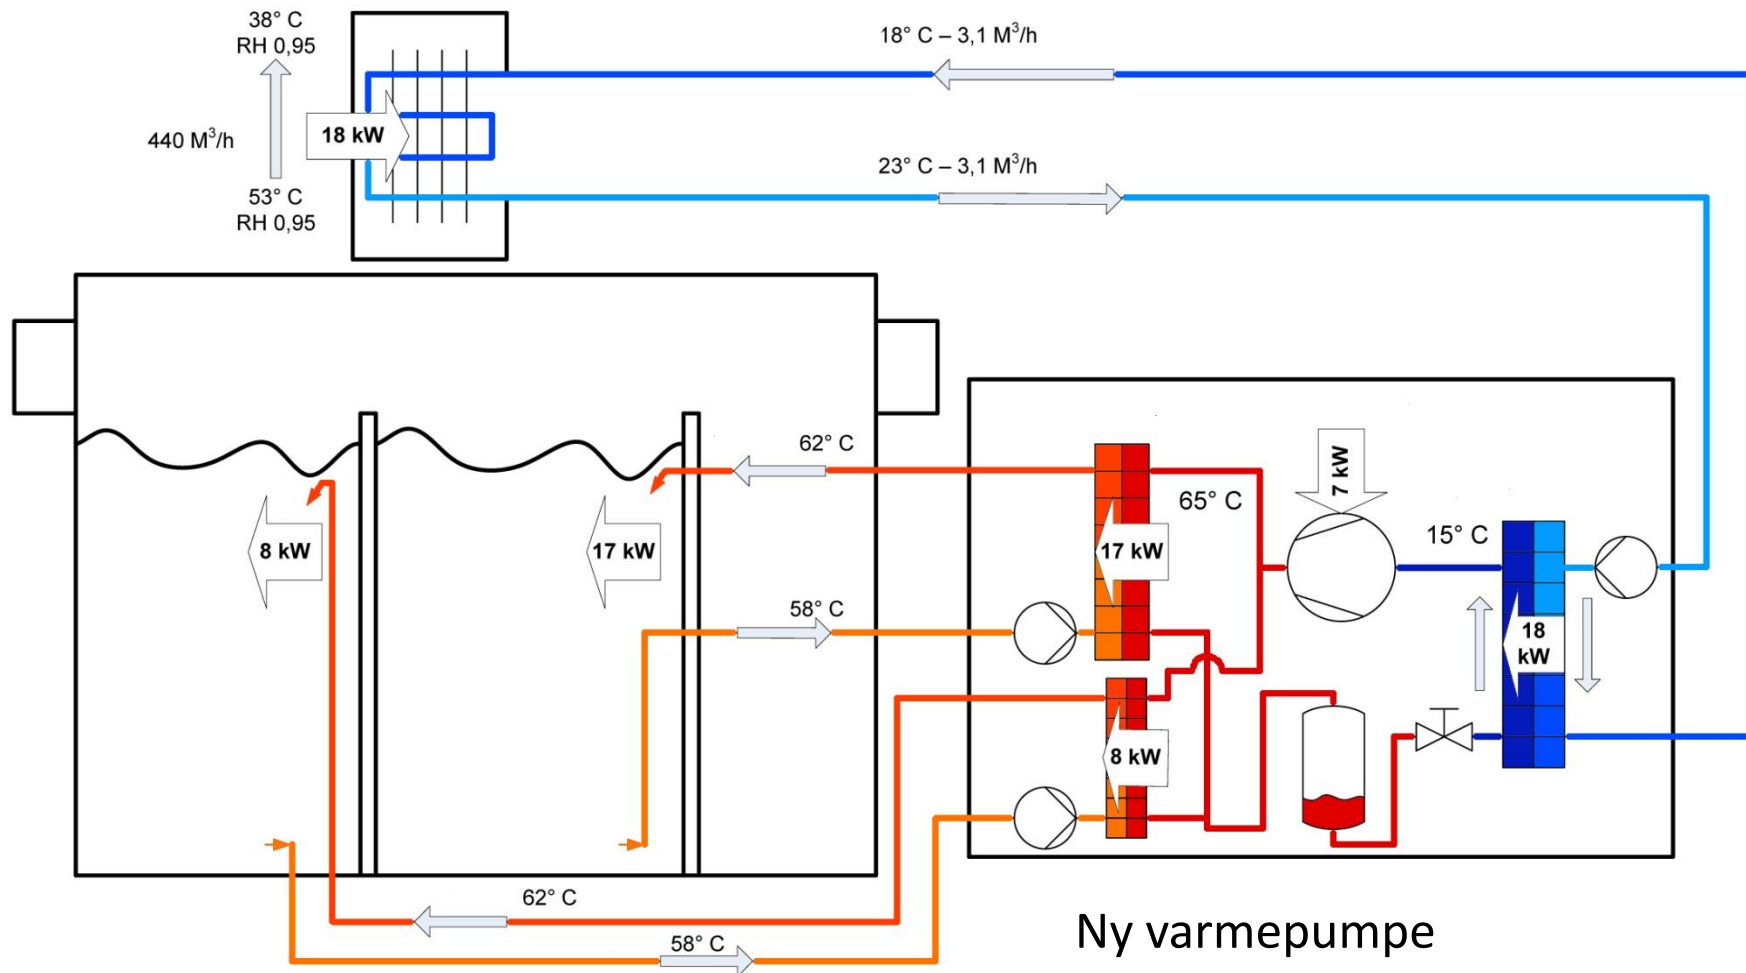 38° C
RH 0,95
18° C – 3,1 M³/h
440 M³/h
18 kW
23° C – 3,1 M³/h
53° C
RH 0,95
62° C
7 kW
65° C
15° C
8 kW
17 kW
17 kW
58° C
18
kW
8 kW
62° C
58° C
Ny varmepumpe